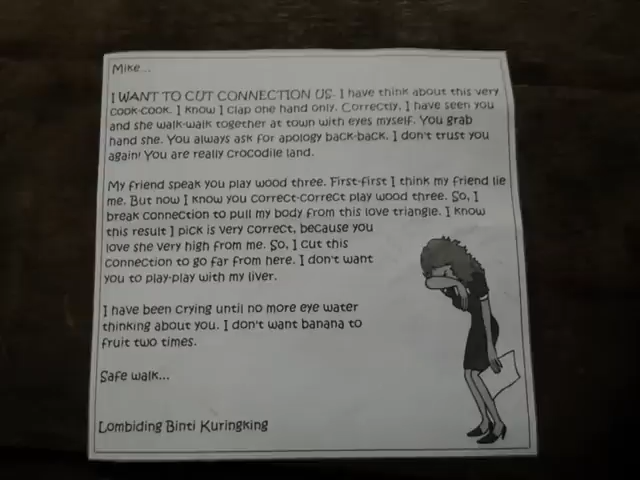 Mike...
I WANT TO CUT CONNECTION US. I have think about this very
cook-cook. I know I clap one hand only. Correctly, I have seen you
and she walk-walk together at town with eyes myself. You grab
hand she. You always ask for apology back-back. I don't trust you
again! You are really crocodile land.
My friend speak you play wood three. First-first I think my friend lie
me. But now I know you correct-correct play wood three. So, I
break connection to pull my body from this love triangle. I know
this result I pick is very correct, because you
love she very high from me. So, I cut this
connection to go far from here. I don't want
you to play-play with my liver.
I have been crying until no more eye water
thinking about you. I don't want banana to
fruit two times.
Safe walk...
Lombiding Binti Kuringking